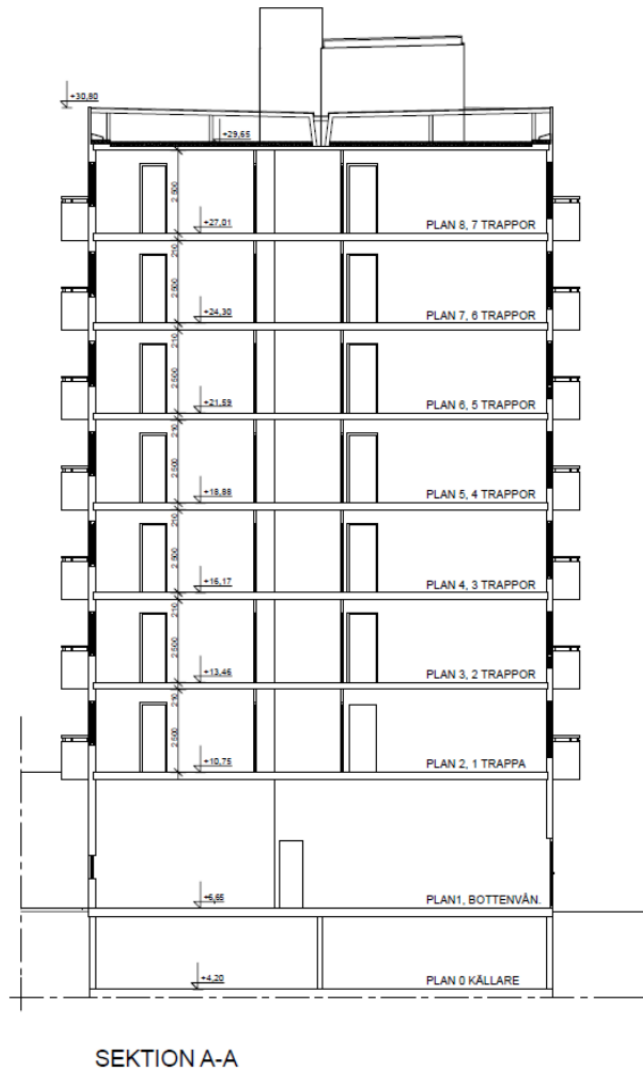 +30,80
+29,65
2 500
+27,01
PLAN 8, 7 TRAPPOR
210
2 500
+24,30
PLAN 7, 6 TRAPPOR
210
2 500
+21,59
PLAN 6, 5 TRAPPOR
210
2 500
+18,88
PLAN 5, 4 TRAPPOR
210
2 500
+16,17
PLAN 4, 3 TRAPPOR
210
2 500
+13,46
PLAN 3, 2 TRAPPOR
210
2 500
+10,75
PLAN 2, 1 TRAPPA
+6,65
PLAN1, BOTTENVÅN.
+4,20
PLAN 0 KÄLLARE
SEKTION A-A